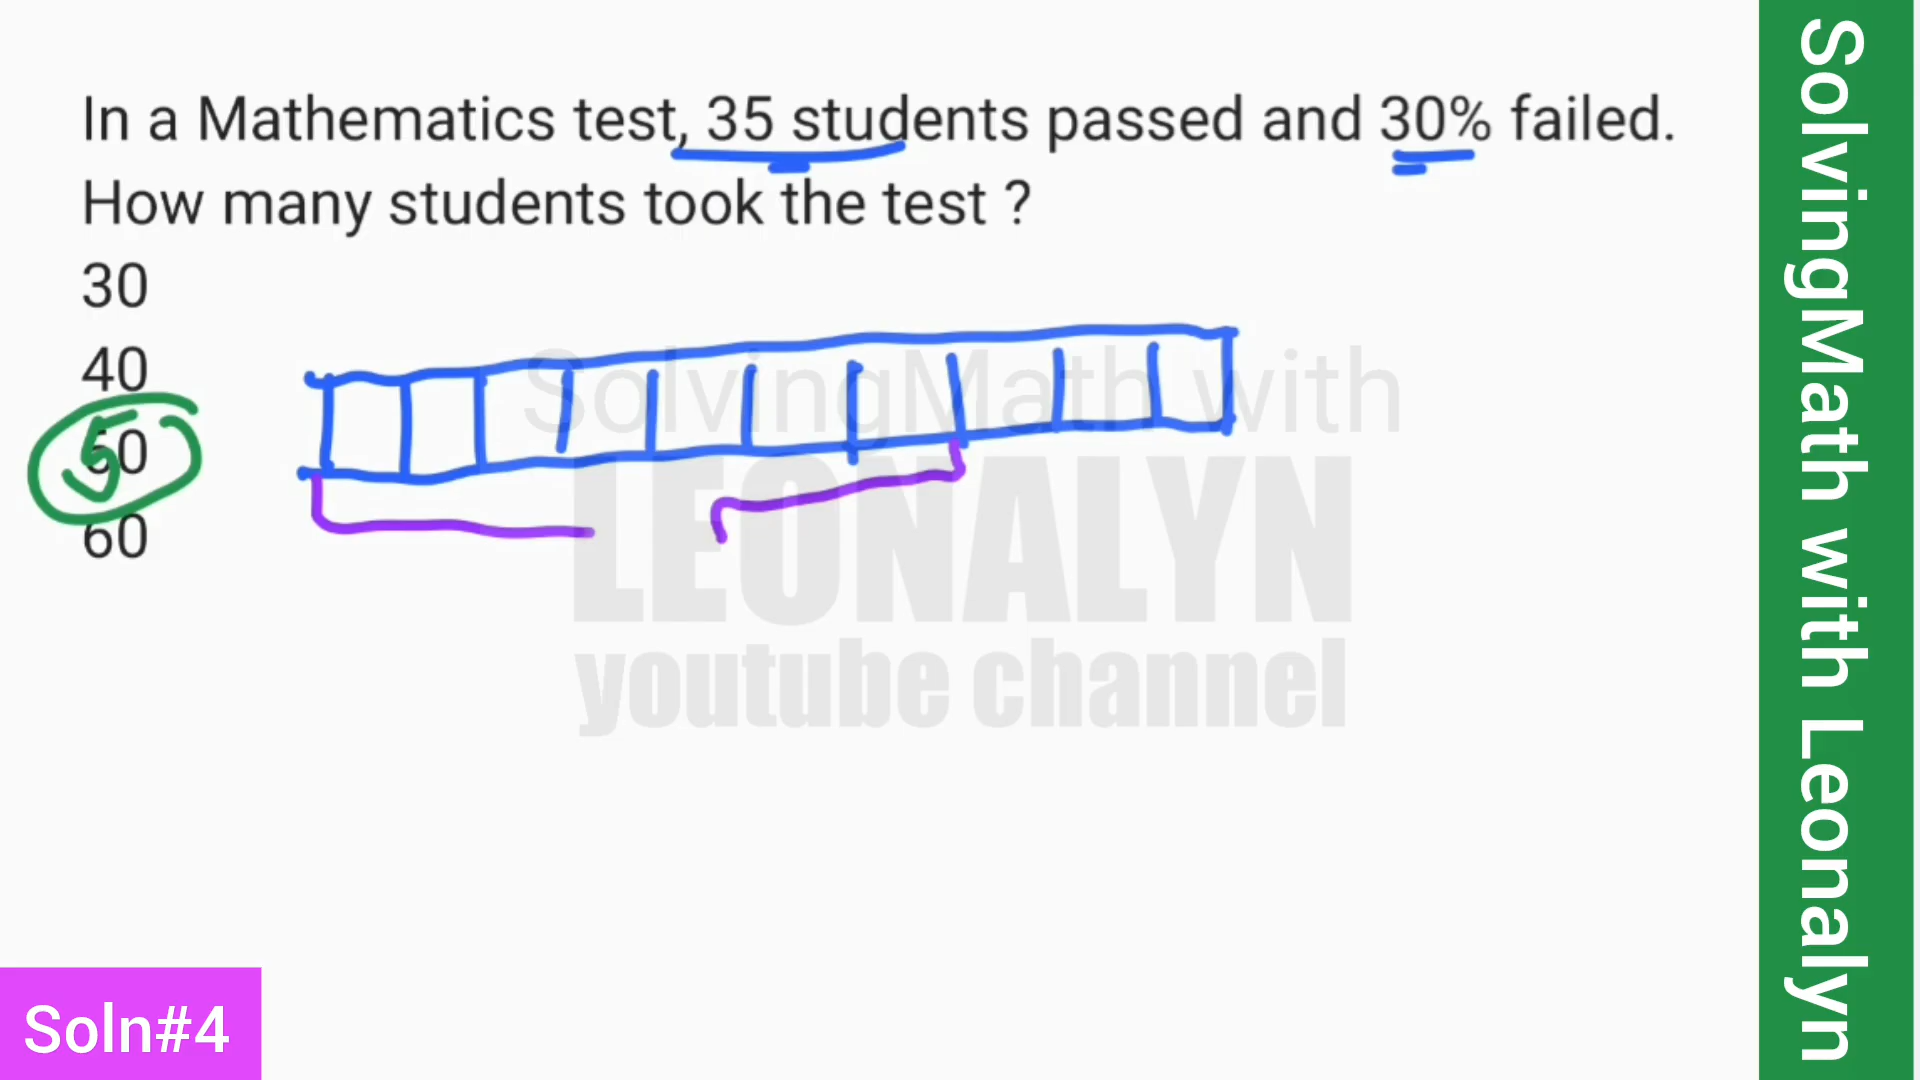 In a Mathematics test, 35 students passed and 30% failed.
How many students took the test ?
30
40
50
60
SolvingMath with
LEONALYN
youtube channel
Soln#4
SolvingMath with Leonalyn